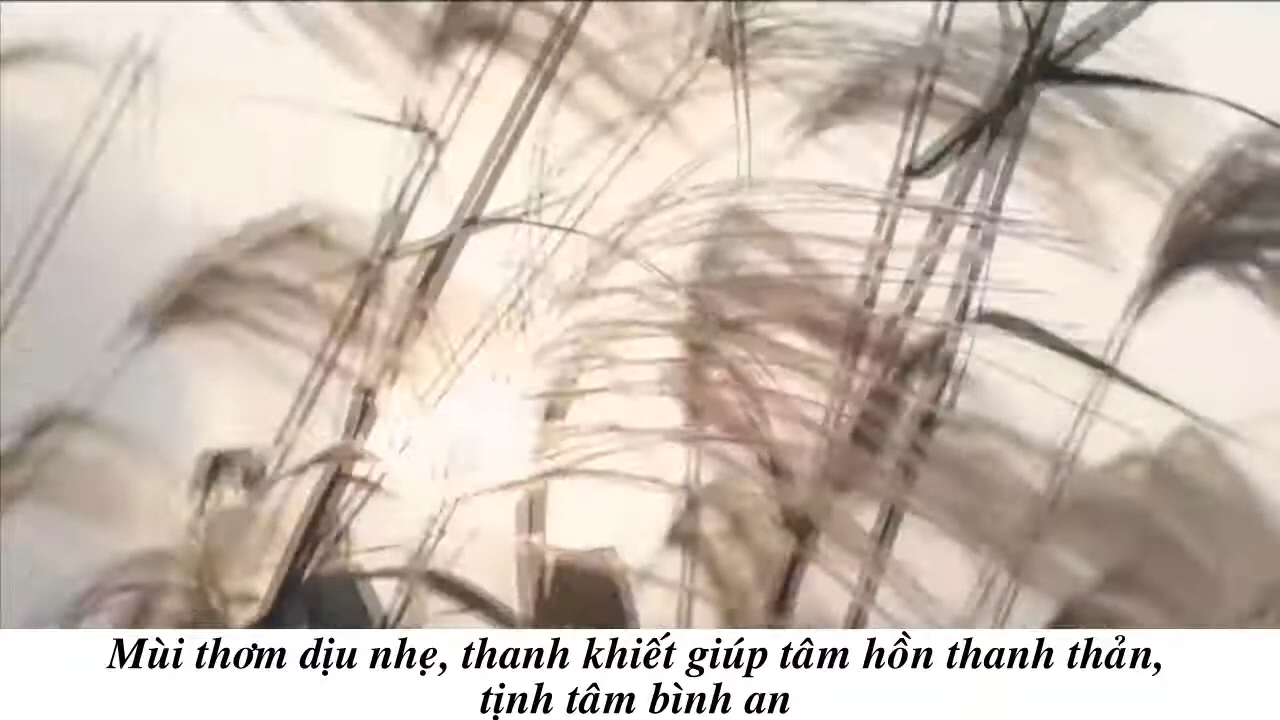 Mùi thơm dịu nhẹ, thanh khiết giúp tâm hồn thanh thản,
tịnh tâm bình an